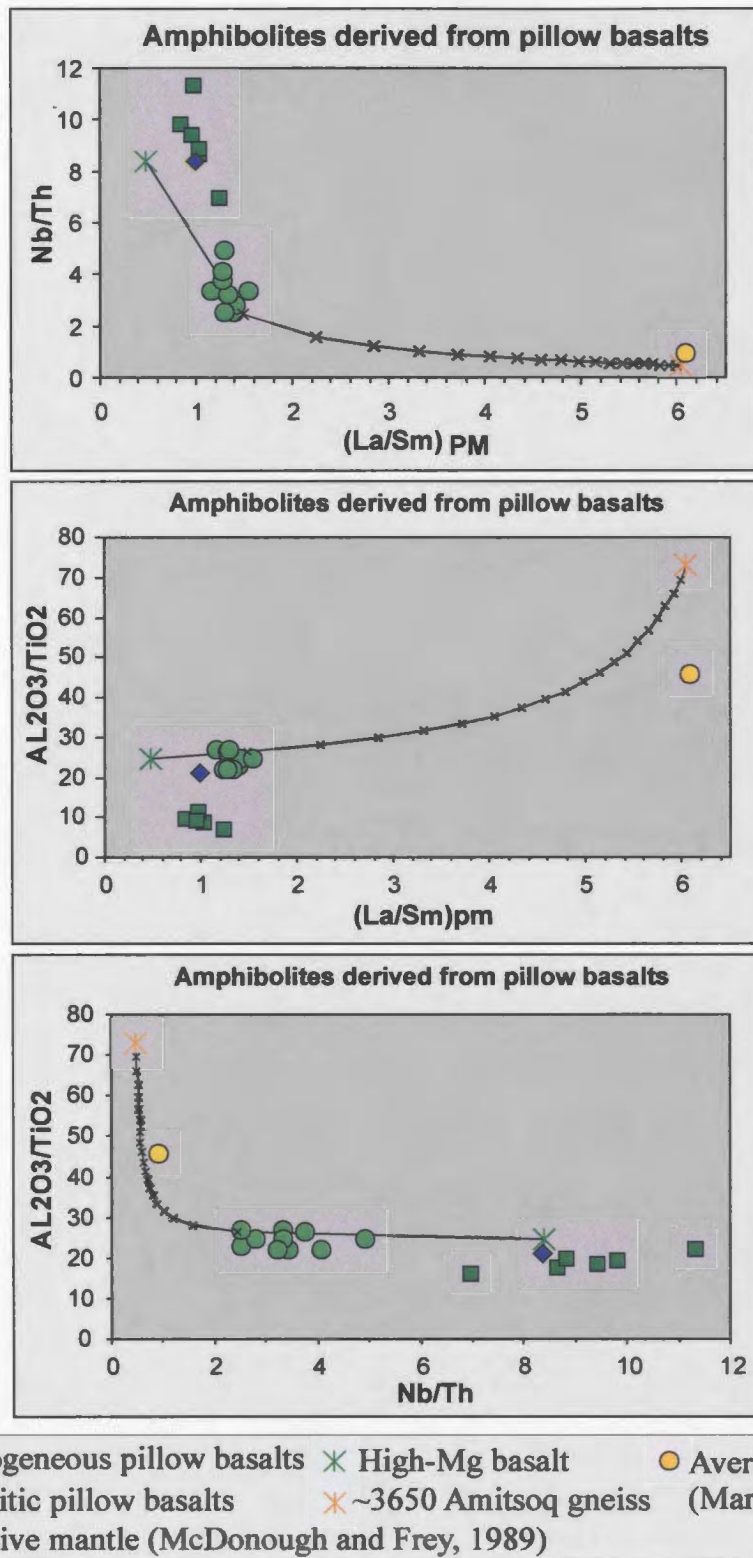 Amphibolites derived from pillow basalts
12
10
8
6
4
2
0
Nb/Th
0 1 2 3 4 5 6
(La/Sm) PM
Amphibolites derived from pillow basalts
80
70
60
50
40
30
20
10
0
AL2O3/TiO2
0 1 2 3 4 5 6
(La/Sm)pm
Amphibolites derived from pillow basalts
80
70
60
50
40
30
20
10
0
AL2O3/TiO2
0 2 4 6 8 10 12
Nb/Th
ogeneous pillow basalts High-Mg basalt Aver
itic pillow basalts ~3650 Amitsoq gneiss (Mar
ive mantle (McDonough and Frey, 1989)